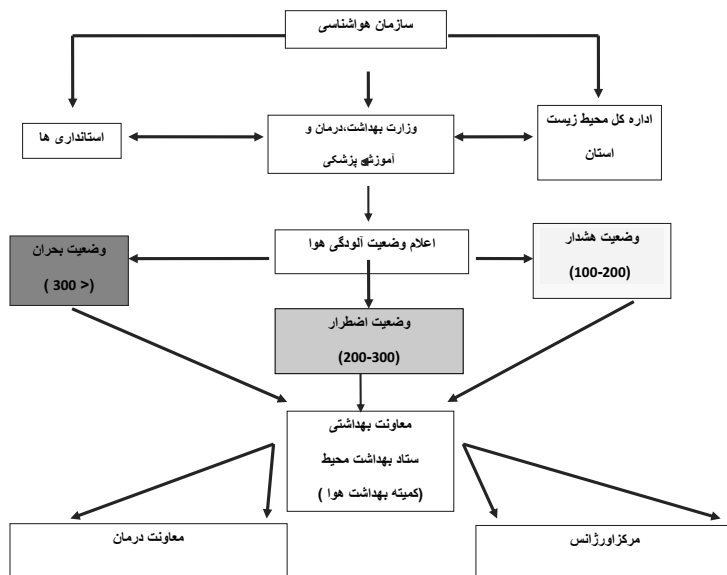 سازمان هواشناسی
اداره کل محیط زیست
استان
وزارت بهداشت،درمان و
آموزش پزشکی
استانداری ها
وضعیت هشدار
(100-200)
اعلام وضعیت آلودگی هوا
وضعیت بحران
( 300 >)
وضعیت اضطرار
(200-300)
معاونت بهداشتی
ستاد بهداشت محیط
(کمیته بهداشت هوا )
مرکزاورژانس
معاونت درمان